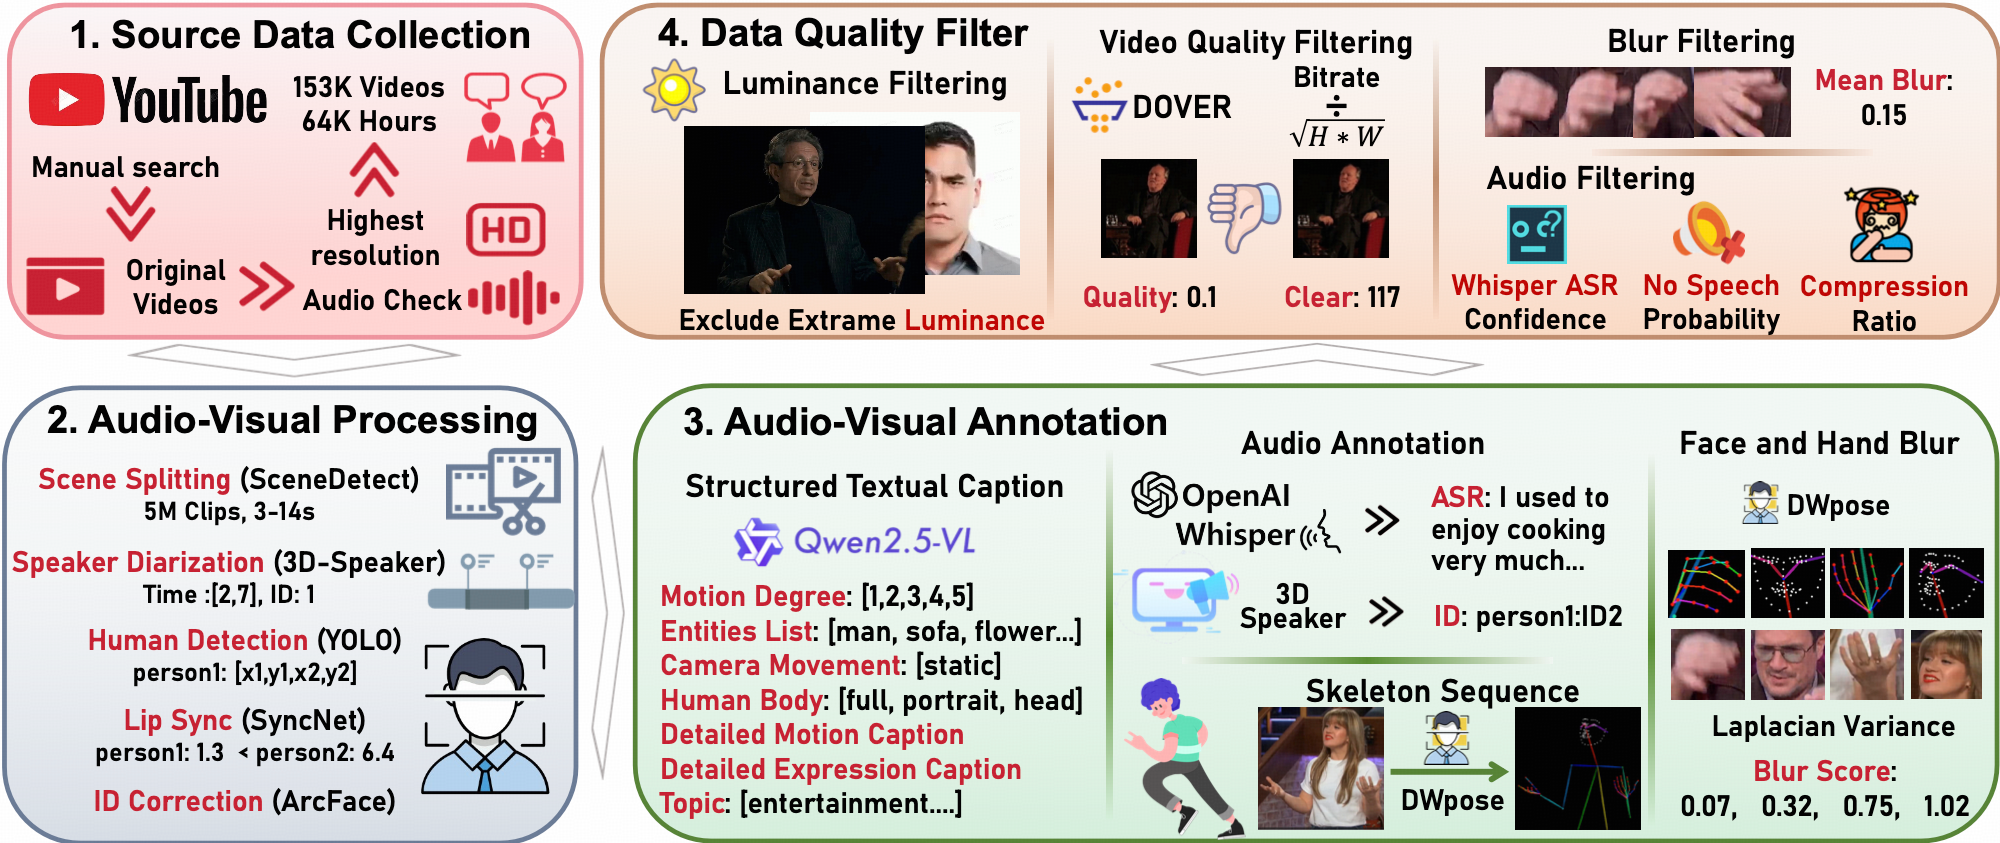 1. Source Data Collection
YouTube
153K Videos
64K Hours
Manual search
Highest
resolution
HD
Original
Videos
Audio Check
2. Audio-Visual Processing
Scene Splitting (SceneDetect)
5M Clips, 3-14s
Speaker Diarization (3D-Speaker)
Time :[2,7], ID: 1
Human Detection (YOLO)
person1: [x1,y1,x2,y2]
Lip Sync (SyncNet)
person1: 1.3 < person2: 6.4
ID Correction (ArcFace)
3. Audio-Visual Annotation
Structured Textual Caption
Qwen2.5-VL
Motion Degree: [1,2,3,4,5]
Entities List: [man, sofa, flower...]
Camera Movement: [static]
Human Body: [full, portrait, head]
Detailed Motion Caption
Detailed Expression Caption
Topic: [entertainment....]
Audio Annotation
OpenAI
Whisper
ASR: I used to
enjoy cooking
very much...
3D
Speaker
ID: person1:ID2
Skeleton Sequence
DWpose
Face and Hand Blur
DWpose
Laplacian Variance
Blur Score:
0.07, 0.32, 0.75, 1.02
4. Data Quality Filter
Luminance Filtering
Exclude Extrame Luminance
Video Quality Filtering
DOVER
Bitrate
÷
√H * W
Quality: 0.1
Clear: 117
Blur Filtering
Mean Blur:
0.15
Audio Filtering
o c?
Whisper ASR
Confidence
No Speech
Probability
Compression
Ratio